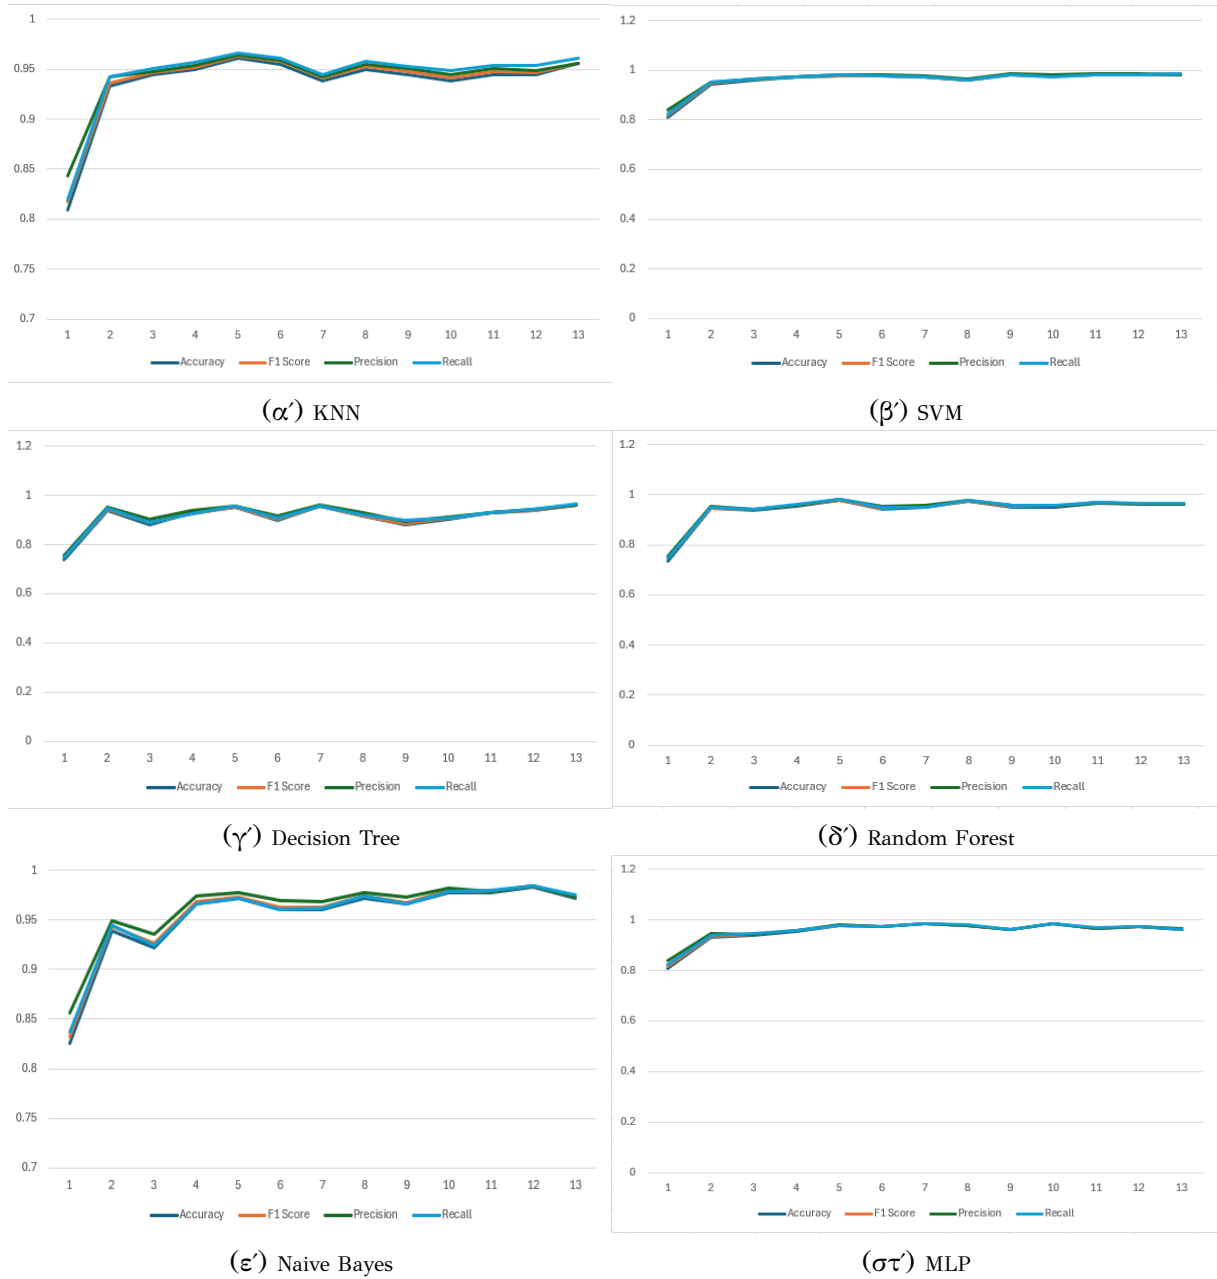 1
0.95
0.9
0.85
0.8
0.75
0.7
1 2 3 4 5 6 7 8 9 10 11 12 13
Accuracy F1 Score Precision Recall
(α′) KNN
1.2
1
0.8
0.6
0.4
0.2
0
1 2 3 4 5 6 7 8 9 10 11 12 13
Accuracy F1 Score Precision Recall
(β′) SVM
1.2
1
0.8
0.6
0.4
0.2
0
1 2 3 4 5 6 7 8 9 10 11 12 13
Accuracy F1 Score Precision Recall
(γ′) Decision Tree
1.2
1
0.8
0.6
0.4
0.2
0
1 2 3 4 5 6 7 8 9 10 11 12 13
Accuracy F1 Score Precision Recall
(δ′) Random Forest
1
0.95
0.9
0.85
0.8
0.75
0.7
1 2 3 4 5 6 7 8 9 10 11 12 13
Accuracy F1 Score Precision Recall
(ε′) Naive Bayes
1.2
1
0.8
0.6
0.4
0.2
0
1 2 3 4 5 6 7 8 9 10 11 12 13
Accuracy F1 Score Precision Recall
(στ′) MLP